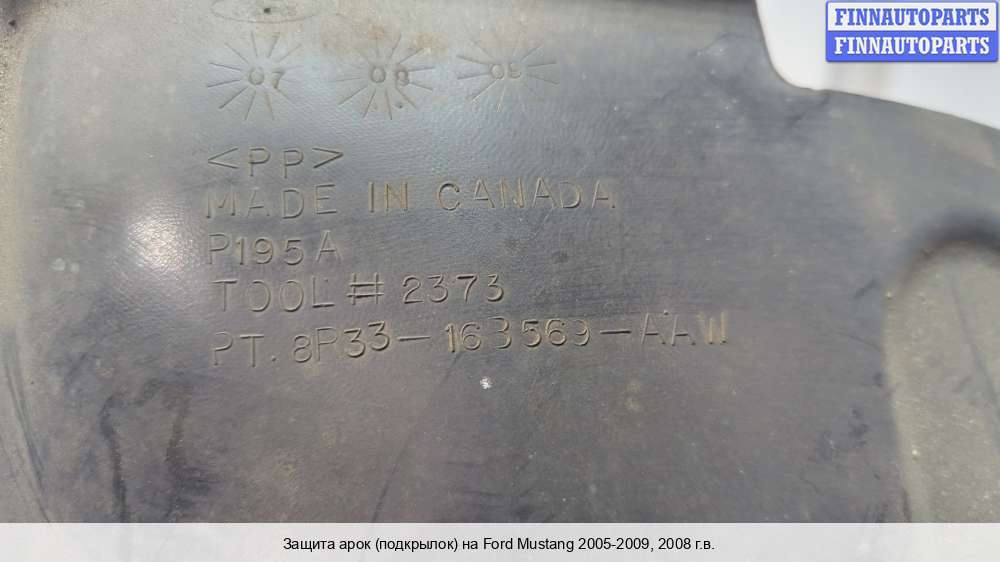 FINNAUTOPARTS
FINNAUTOPARTS
07 08 09
<PP>
MADE IN CANADA
P195A
TOOL # 2373
PT. 8R33-16B569-AAW
Защита арок (подкрылок) на Ford Mustang 2005-2009, 2008 г.в.